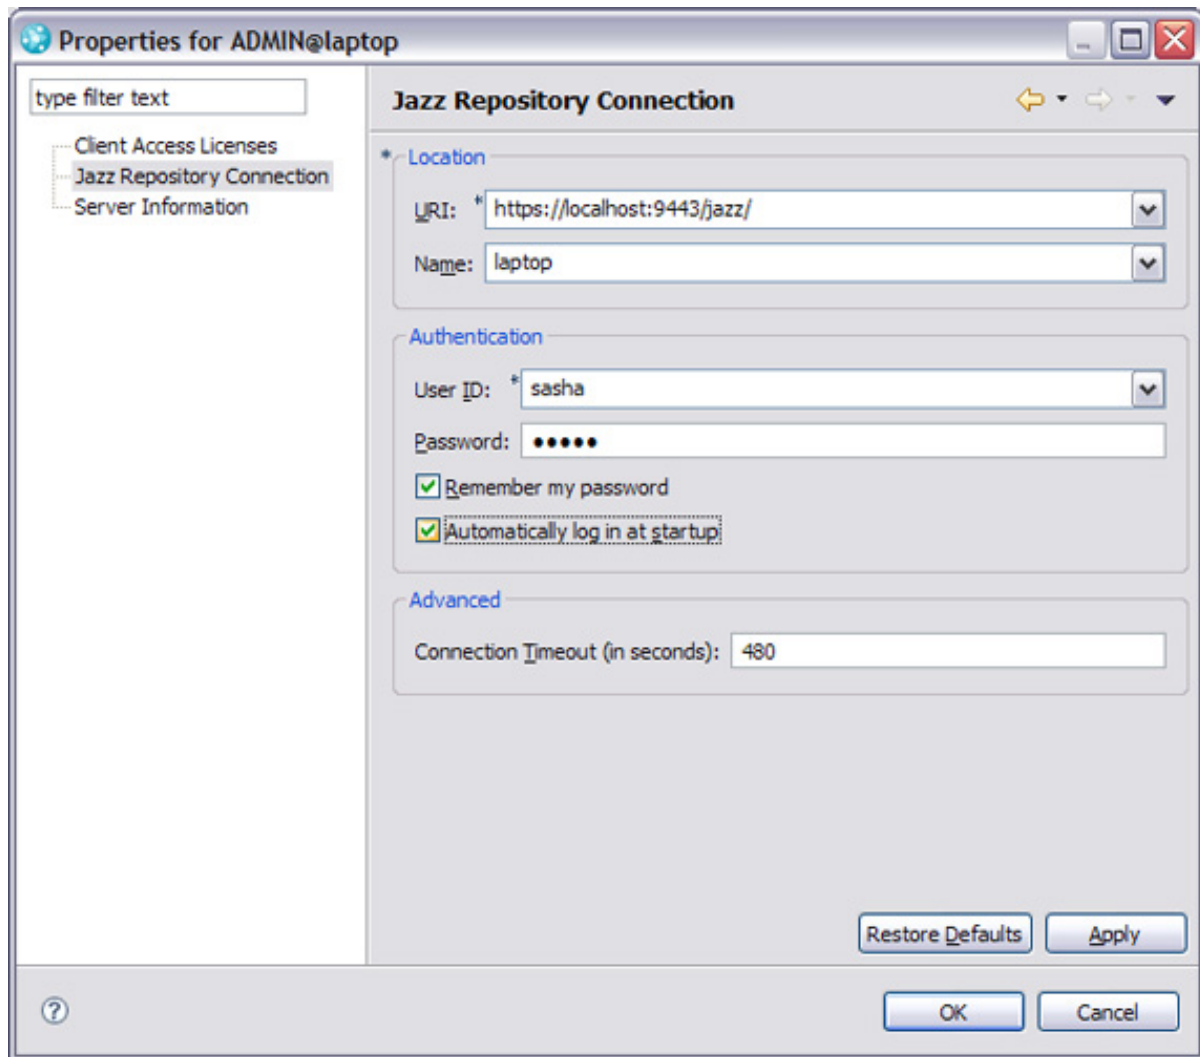 Properties for ADMIN@laptop
type filter text
Client Access Licenses
Jazz Repository Connection
Server Information
Jazz Repository Connection
* Location
URI: * https://localhost:9443/jazz/
Name: laptop
Authentication
User ID: * sasha
Password: •••••
Remember my password
Automatically log in at startup
Advanced
Connection Timeout (in seconds): 480
Restore Defaults Apply
? OK Cancel